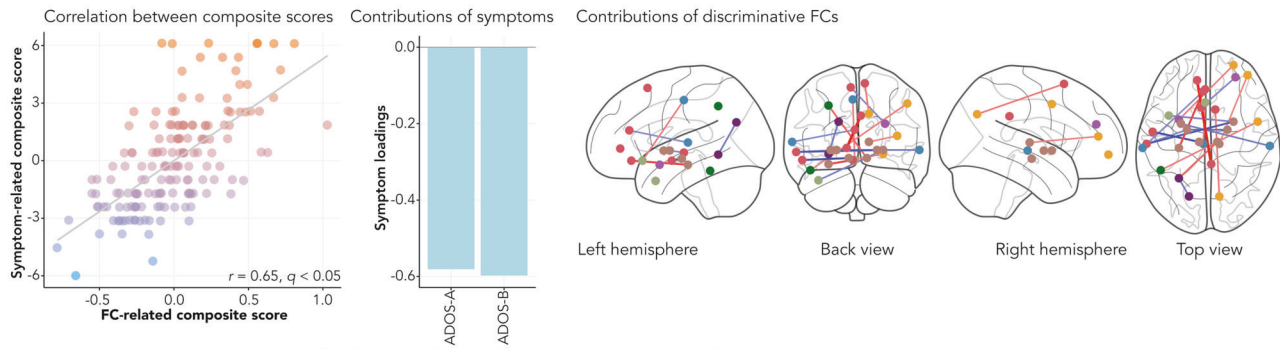 Correlation between composite scores
Contributions of symptoms
Contributions of discriminative FCs
Symptom-related composite score
6
3
0
-3
-6
r = 0.65, q < 0.05
-0.5
0.0
0.5
1.0
FC-related composite score
Symptom loadings
0.0
-0.2
-0.4
-0.6
ADOS-A
ADOS-B
Left hemisphere
Back view
Right hemisphere
Top view